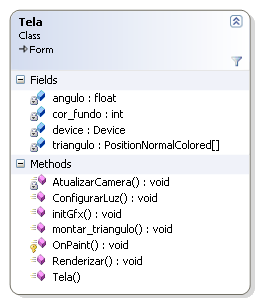 Tela
Class
Form
Fields
angulo : float
cor_fundo : int
device : Device
triangulo : PositionNormalColored[]
Methods
AtualizarCamera() : void
ConfigurarLuz() : void
initGfx() : void
montar_triangulo() : void
OnPaint() : void
Renderizar() : void
Tela()